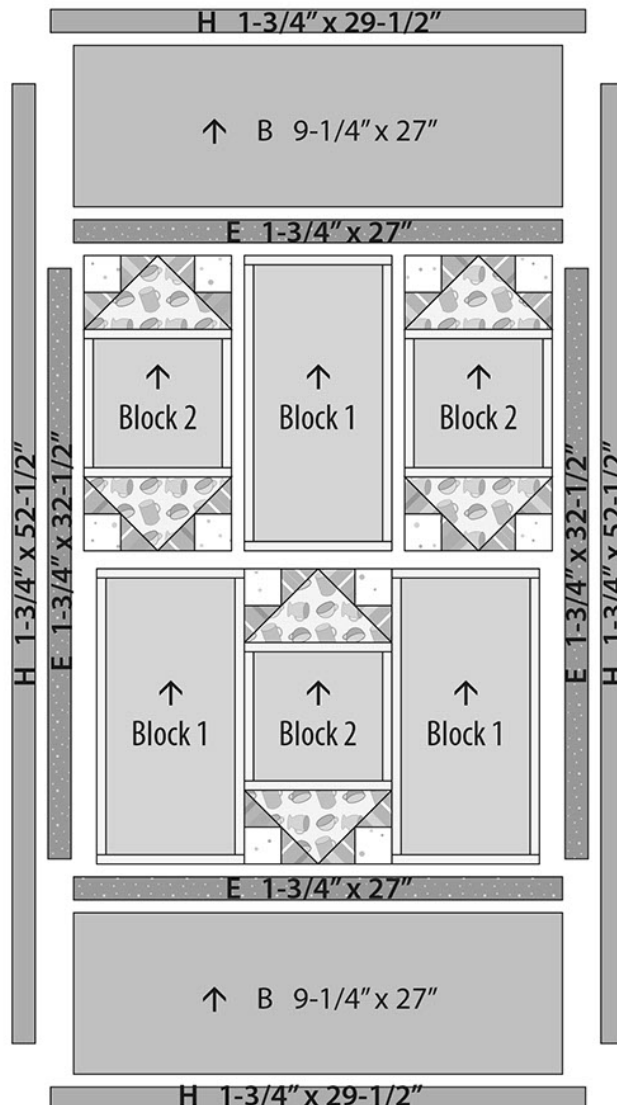 H 1-3/4” x 29-1/2”
↑ B 9-1/4” x 27”
E 1-3/4” x 27”
↑ Block 2
↑ Block 1
↑ Block 2
H 1-3/4” x 52-1/2”
E 1-3/4” x 32-1/2”
E 1-3/4” x 32-1/2”
H 1-3/4” x 52-1/2”
↑ Block 1
↑ Block 2
↑ Block 1
E 1-3/4” x 27”
↑ B 9-1/4” x 27”
H 1-3/4” x 29-1/2”